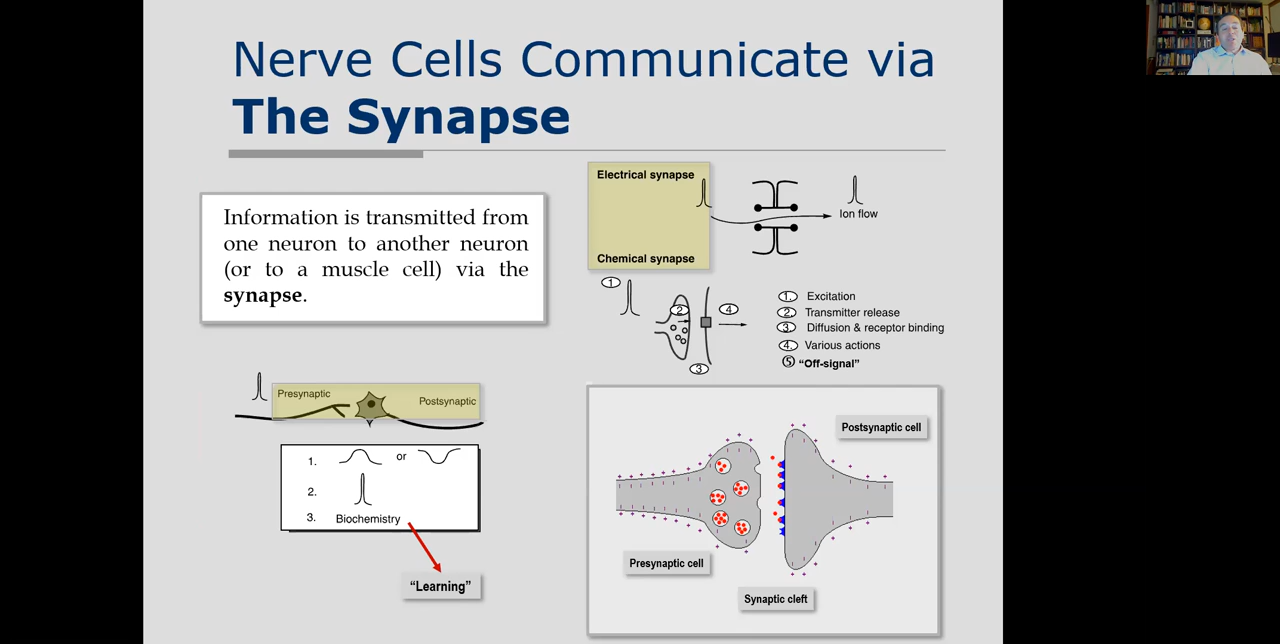 Nerve Cells Communicate via
The Synapse
Information is transmitted from
one neuron to another neuron
(or to a muscle cell) via the
synapse.
Electrical synapse
Chemical synapse
Ion flow
1
2
3
4
1. Excitation
2. Transmitter release
3. Diffusion & receptor binding
4. Various actions
5 “Off-signal”
Presynaptic
Postsynaptic
1. or
2.
3. Biochemistry
“Learning”
Postsynaptic cell
Presynaptic cell
Synaptic cleft